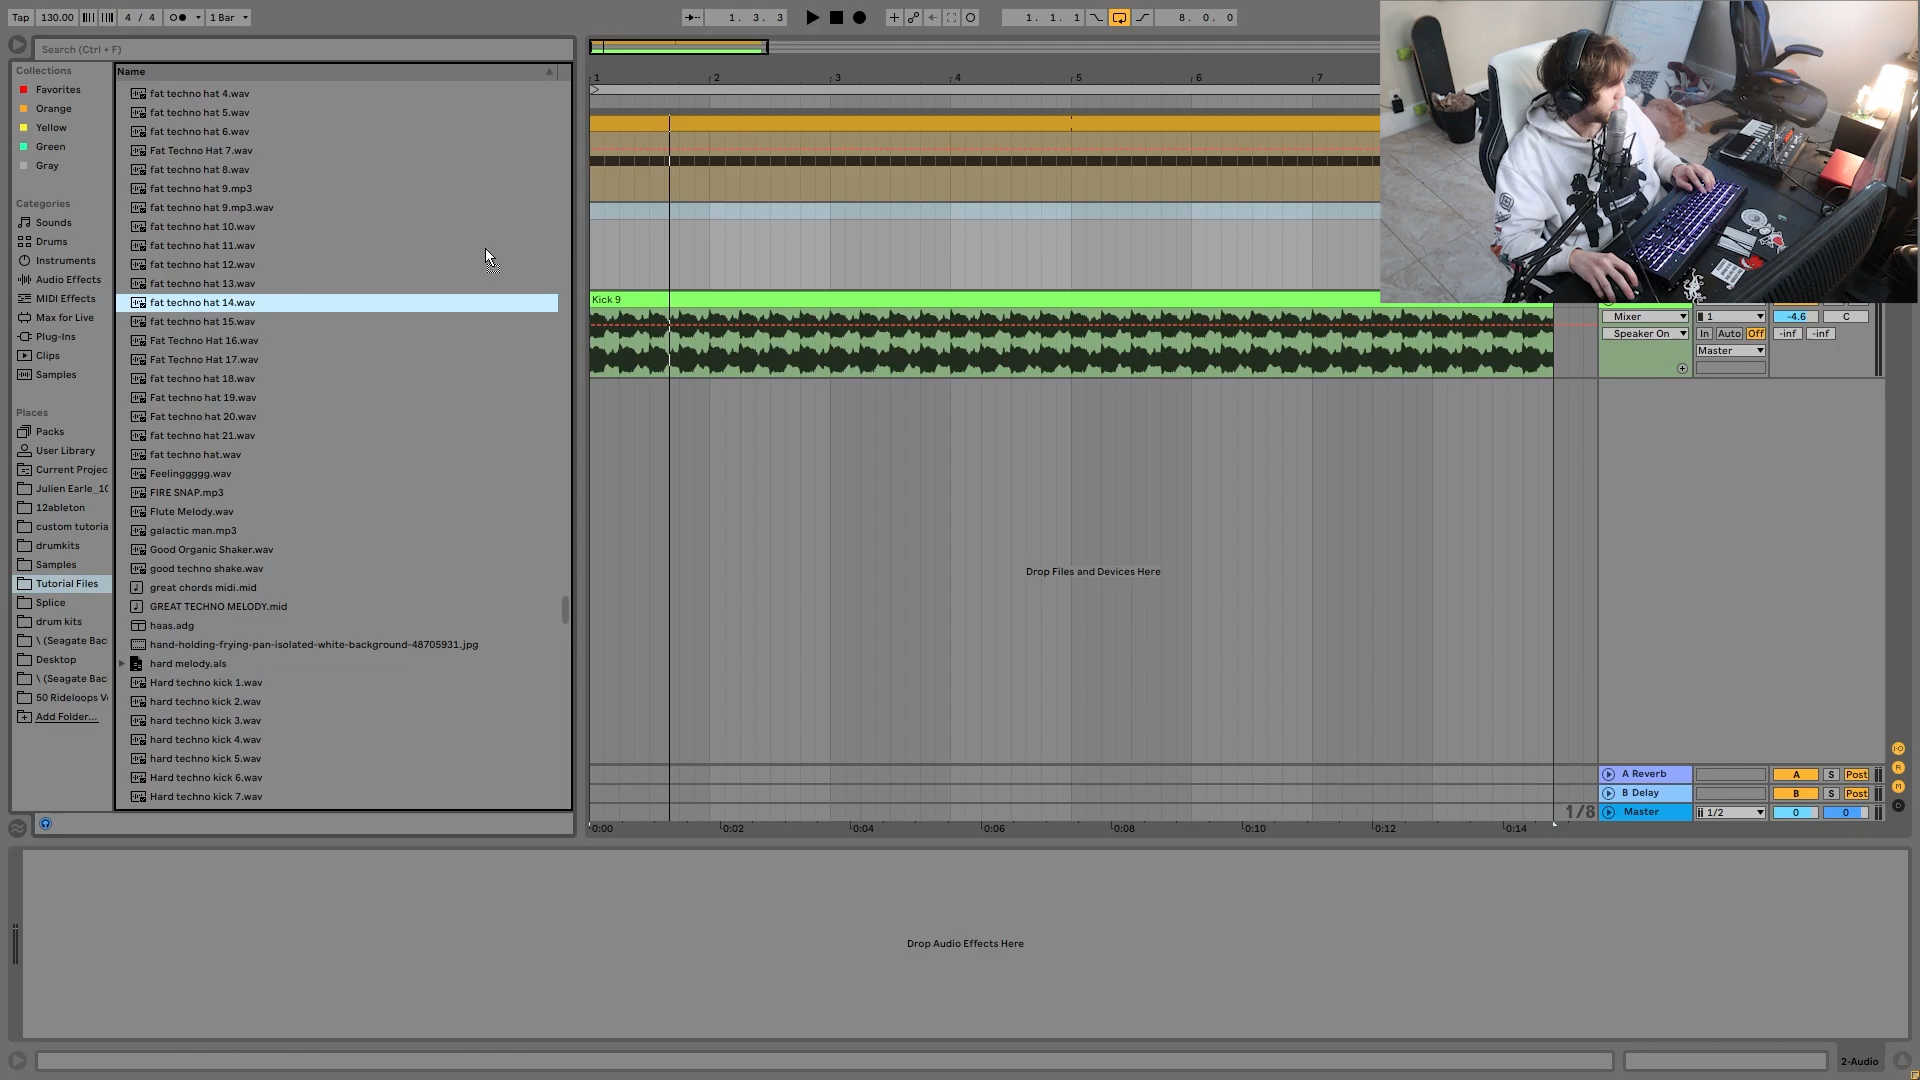 Tap 130.00 4 / 4 1 Bar 1. 3. 3 1. 1. 1 8. 0. 0
Search (Ctrl + F)
Collections
Favorites
Orange
Yellow
Green
Gray
Categories
Sounds
Drums
Instruments
Audio Effects
MIDI Effects
Max for Live
Plug-Ins
Clips
Samples
Places
Packs
User Library
Current Projec
Julien Earle_10
12ableton
custom tutoria
drumkits
Samples
Tutorial Files
Splice
drum kits
\ (Seagate Bac
Desktop
\ (Seagate Bac
50 Rideloops V
Add Folder...
Name
fat techno hat 4.wav
fat techno hat 5.wav
fat techno hat 6.wav
Fat Techno Hat 7.wav
fat techno hat 8.wav
fat techno hat 9.mp3
fat techno hat 9.mp3.wav
fat techno hat 10.wav
fat techno hat 11.wav
fat techno hat 12.wav
fat techno hat 13.wav
fat techno hat 14.wav
fat techno hat 15.wav
Fat Techno Hat 16.wav
Fat Techno Hat 17.wav
fat techno hat 18.wav
Fat techno hat 19.wav
Fat techno hat 20.wav
fat techno hat 21.wav
fat techno hat.wav
Feelinggggg.wav
FIRE SNAP.mp3
Flute Melody.wav
galactic man.mp3
Good Organic Shaker.wav
good techno shake.wav
great chords midi.mid
GREAT TECHNO MELODY.mid
haas.adg
hand-holding-frying-pan-isolated-white-background-48705931.jpg
hard melody.als
Hard techno kick 1.wav
hard techno kick 2.wav
hard techno kick 3.wav
hard techno kick 4.wav
hard techno kick 5.wav
Hard techno kick 6.wav
Hard techno kick 7.wav
1 2 3 4 5 6 7
Kick 9
Mixer 1 -4.6 C
Speaker On In Auto Off -inf -inf
Master
Drop Files and Devices Here
A Reverb A S Post
B Delay B S Post
1/8 Master 1/2 0 0
0:00 0:02 0:04 0:06 0:08 0:10 0:12 0:14
Drop Audio Effects Here
2-Audio